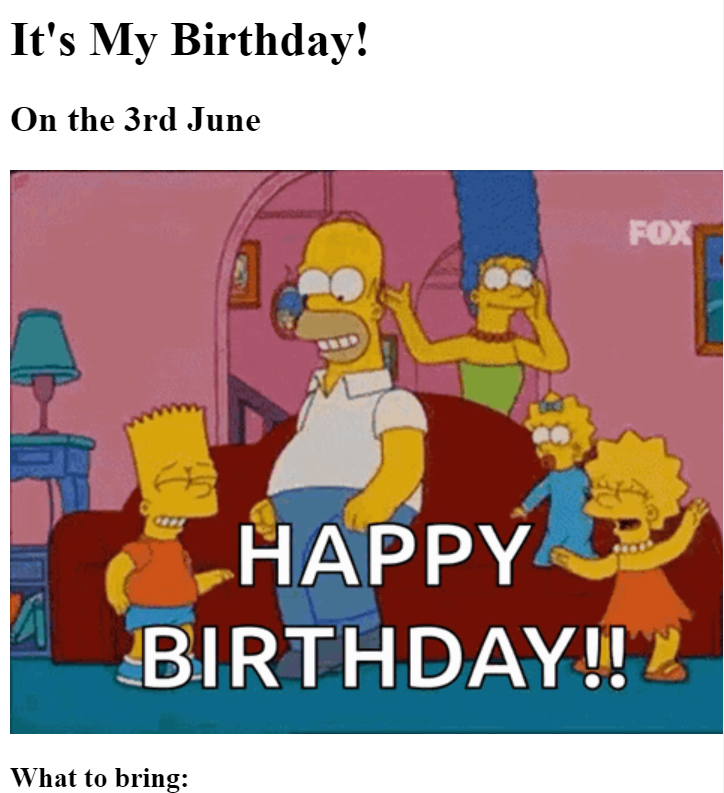 It's My Birthday!
On the 3rd June
FOX
HAPPY
BIRTHDAY!!
What to bring: